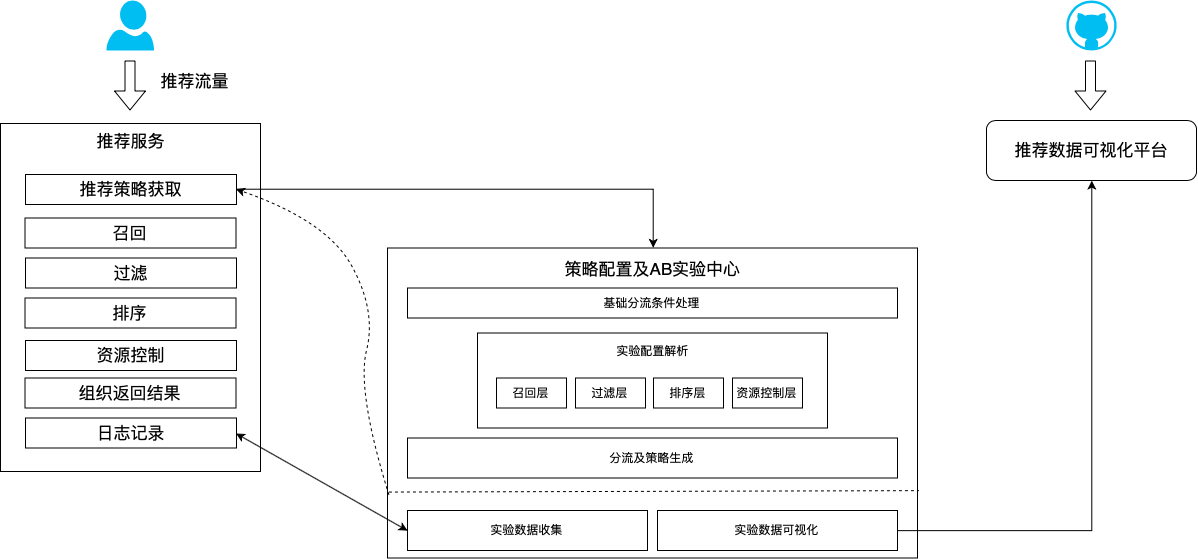 推荐流量
推荐服务
推荐策略获取
召回
过滤
排序
资源控制
组织返回结果
日志记录
策略配置及AB实验中心
基础分流条件处理
实验配置解析
召回层
过滤层
排序层
资源控制层
分流及策略生成
实验数据收集
实验数据可视化
推荐数据可视化平台